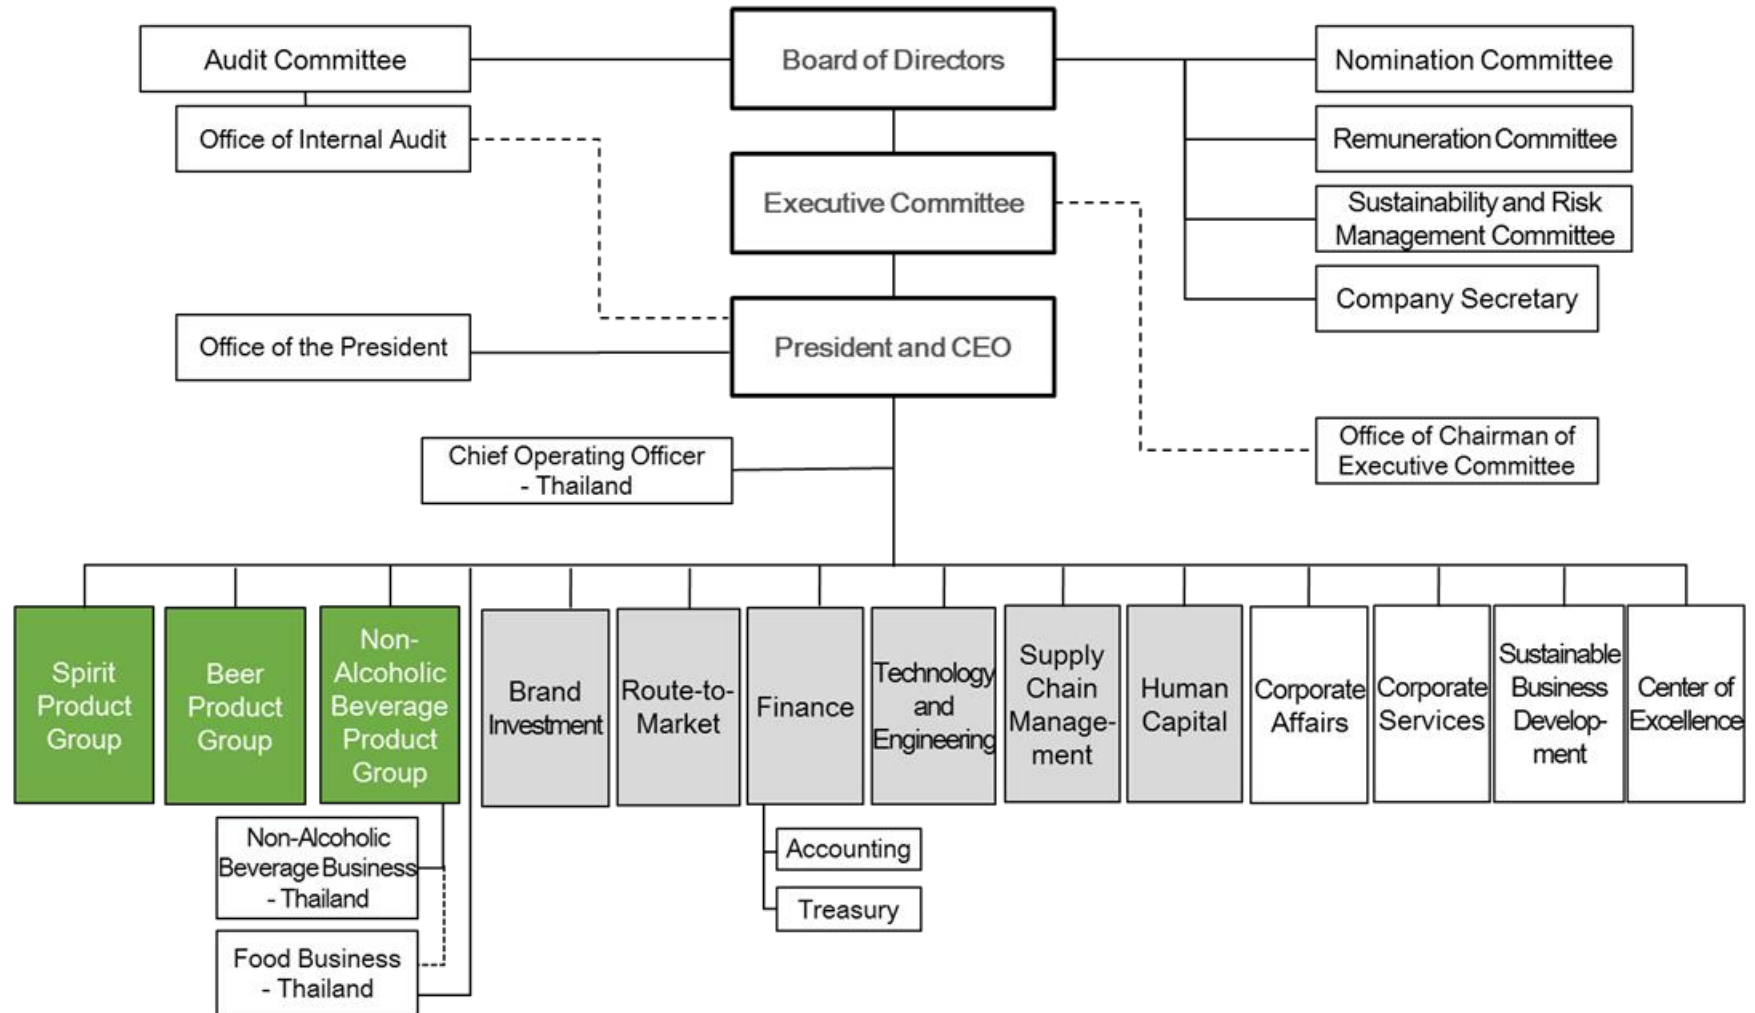 Audit Committee
Board of Directors
Nomination Committee
Office of Internal Audit
Remuneration Committee
Executive Committee
Sustainability and Risk
Management Committee
Company Secretary
Office of the President
President and CEO
Chief Operating Officer
- Thailand
Office of Chairman of
Executive Committee
Spirit
Product
Group
Beer
Product
Group
Non-
Alcoholic
Beverage
Product
Group
Brand
Investment
Route-to-
Market
Finance
Technology
and
Engineering
Supply
Chain
Manage-
ment
Human
Capital
Corporate
Affairs
Corporate
Services
Sustainable
Business
Develop-
ment
Center of
Excellence
Non-Alcoholic
Beverage Business
- Thailand
Food Business
- Thailand
Accounting
Treasury